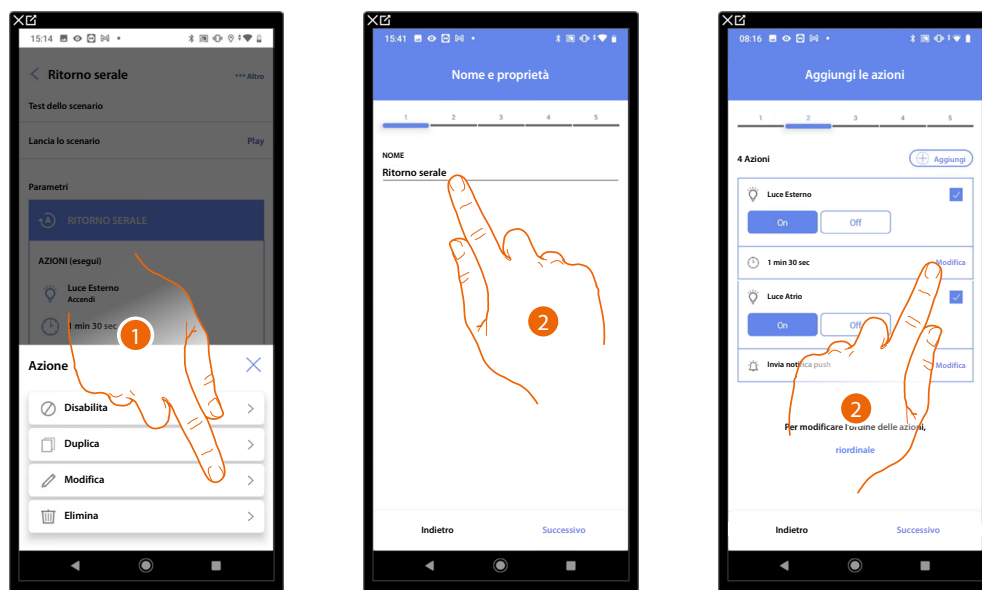 15:14
Ritorno serale
*** Altro
Test dello scenario
Lancia lo scenario
Play
Parametri
RITORNO SERALE
AZIONI (esegui)
Luce Esterno
Accendi
1 min 30 sec
1
Azione
Disabilita
Duplica
Modifica
Elimina
15:41
Nome e proprietà
1 2 3 4 5
NOME
Ritorno serale
2
Indietro
Successivo
08:16
Aggiungi le azioni
1 2 3 4 5
4 Azioni
Aggiungi
Luce Esterno
On
Off
1 min 30 sec
Modifica
Luce Atrio
On
Off
Invia notifica push
Modifica
2
Per modificare l'ordine delle azioni,
riordinale
Indietro
Successivo